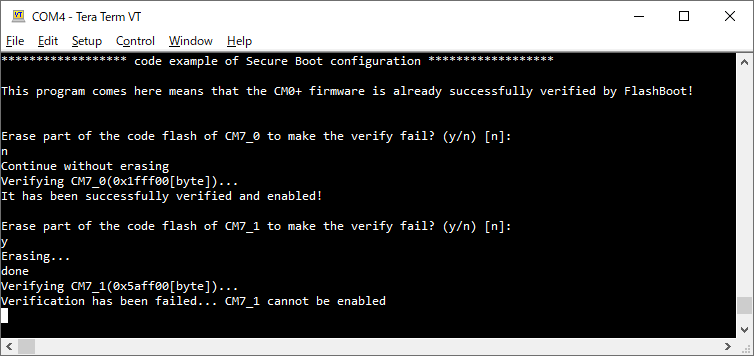 VT
COM4 - Tera Term VT
File Edit Setup Control Window Help
***************** code example of Secure Boot configuration ******************
This program comes here means that the CM0+ firmware is already successfully verified by FlashBoot!
Erase part of the code flash of CM7_0 to make the verify fail? (y/n) [n]:
n
Continue without erasing
Verifying CM7_0(0x1fff00[byte])...
It has been successfully verified and enabled!
Erase part of the code flash of CM7_1 to make the verify fail? (y/n) [n]:
y
Erasing...
done
Verifying CM7_1(0x5aff00[byte])...
Verification has been failed... CM7_1 cannot be enabled